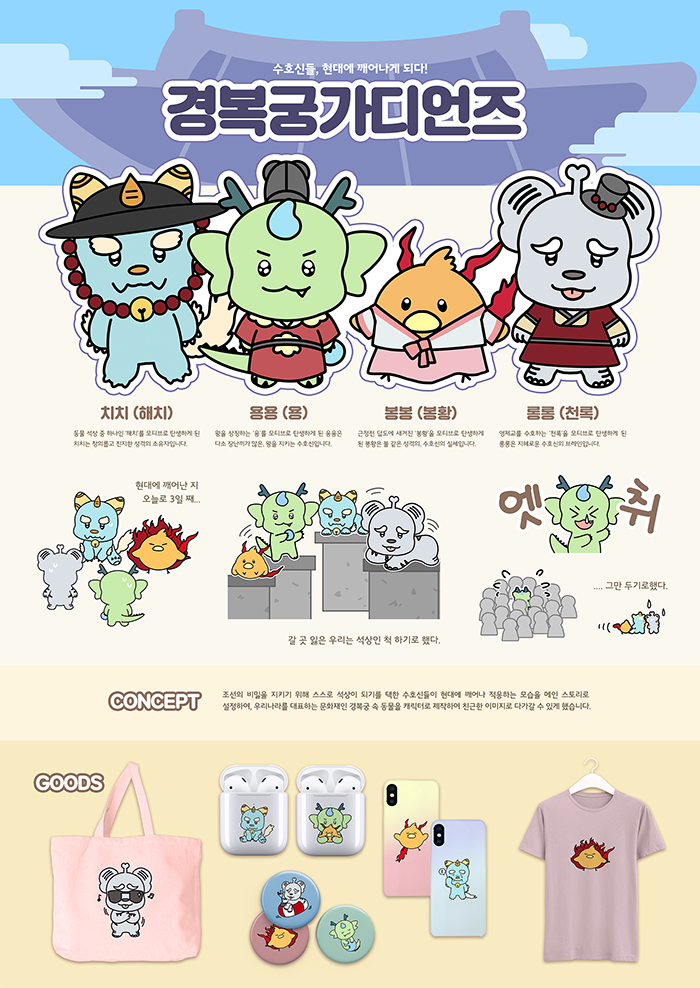 수호신들, 현대에 깨어나게 되다!
경복궁가디언즈
치치 (해치)
동물 석상 중 하나인 '해치'를 모티브로 탄생하게 된
치치는 정의롭고 진지한 성격의 소유자입니다.
용용 (용)
왕을 상징하는 '용'를 모티브로 탄생하게 된 용용은
다소 장난끼가 많은, 왕을 지키는 수호신입니다.
봉봉 (봉황)
근정전 답도에 새겨진 '봉황'을 모티브로 탄생하게
된 봉황은 불 같은 성격의, 수호신의 실세입니다.
롱롱 (천록)
영제교를 수호하는 '천록'을 모티브로 탄생하게 된
롱롱은 지혜로운 수호신의 브레인입니다.
현대에 깨어난 지
오늘로 3일 째...
갈 곳 잃은 우리는 석상인 척 하기로 했다.
엣취
.... 그만 두기로했다.
CONCEPT
조선의 비밀을 지키기 위해 스스로 석상이 되기를 택한 수호신들이 현대에 깨어나 적응하는 모습을 메인 스토리로
설정하여, 우리나라를 대표하는 문화재인 경복궁 속 동물을 캐릭터로 제작하여 친근한 이미지로 다가갈 수 있게 했습니다.
GOODS